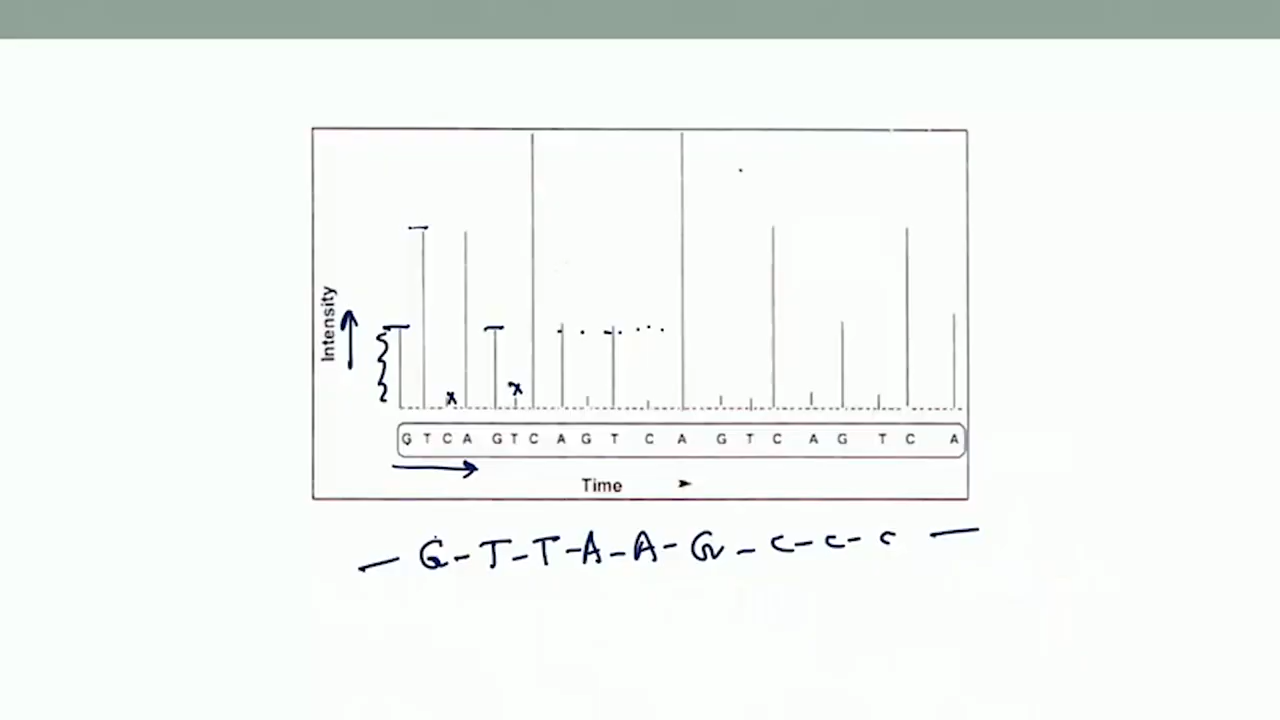 Intensity
x x
G T C A G T C A G T C A G T C A G T C A
Time
- G - T - T - A - A - G - C - C - C -